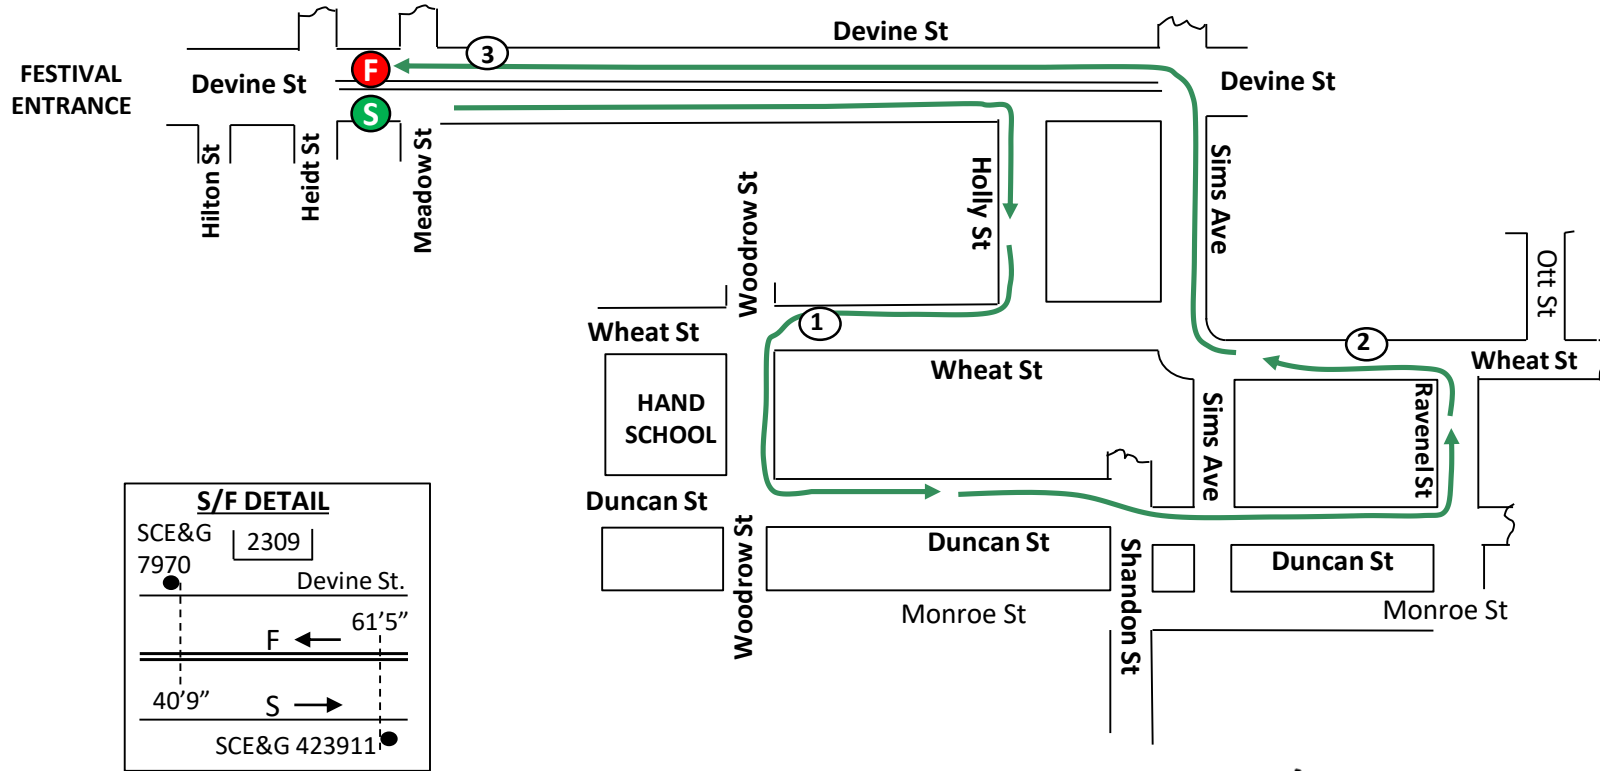 Devine St
3
FESTIVAL
ENTRANCE
Devine St
F
S
Devine St
Hilton St
Heidt St
Meadow St
Woodrow St
Holly St
Sims Ave
Ott St
1
2
Wheat St
Wheat St
Wheat St
HAND
SCHOOL
Sims Ave
Ravenel St
Duncan St
Duncan St
Duncan St
Woodrow St
Shandon St
Monroe St
Monroe St
S/F DETAIL
SCE&G
7970
2309
Devine St.
61’5”
F
40’9”
S
SCE&G 423911